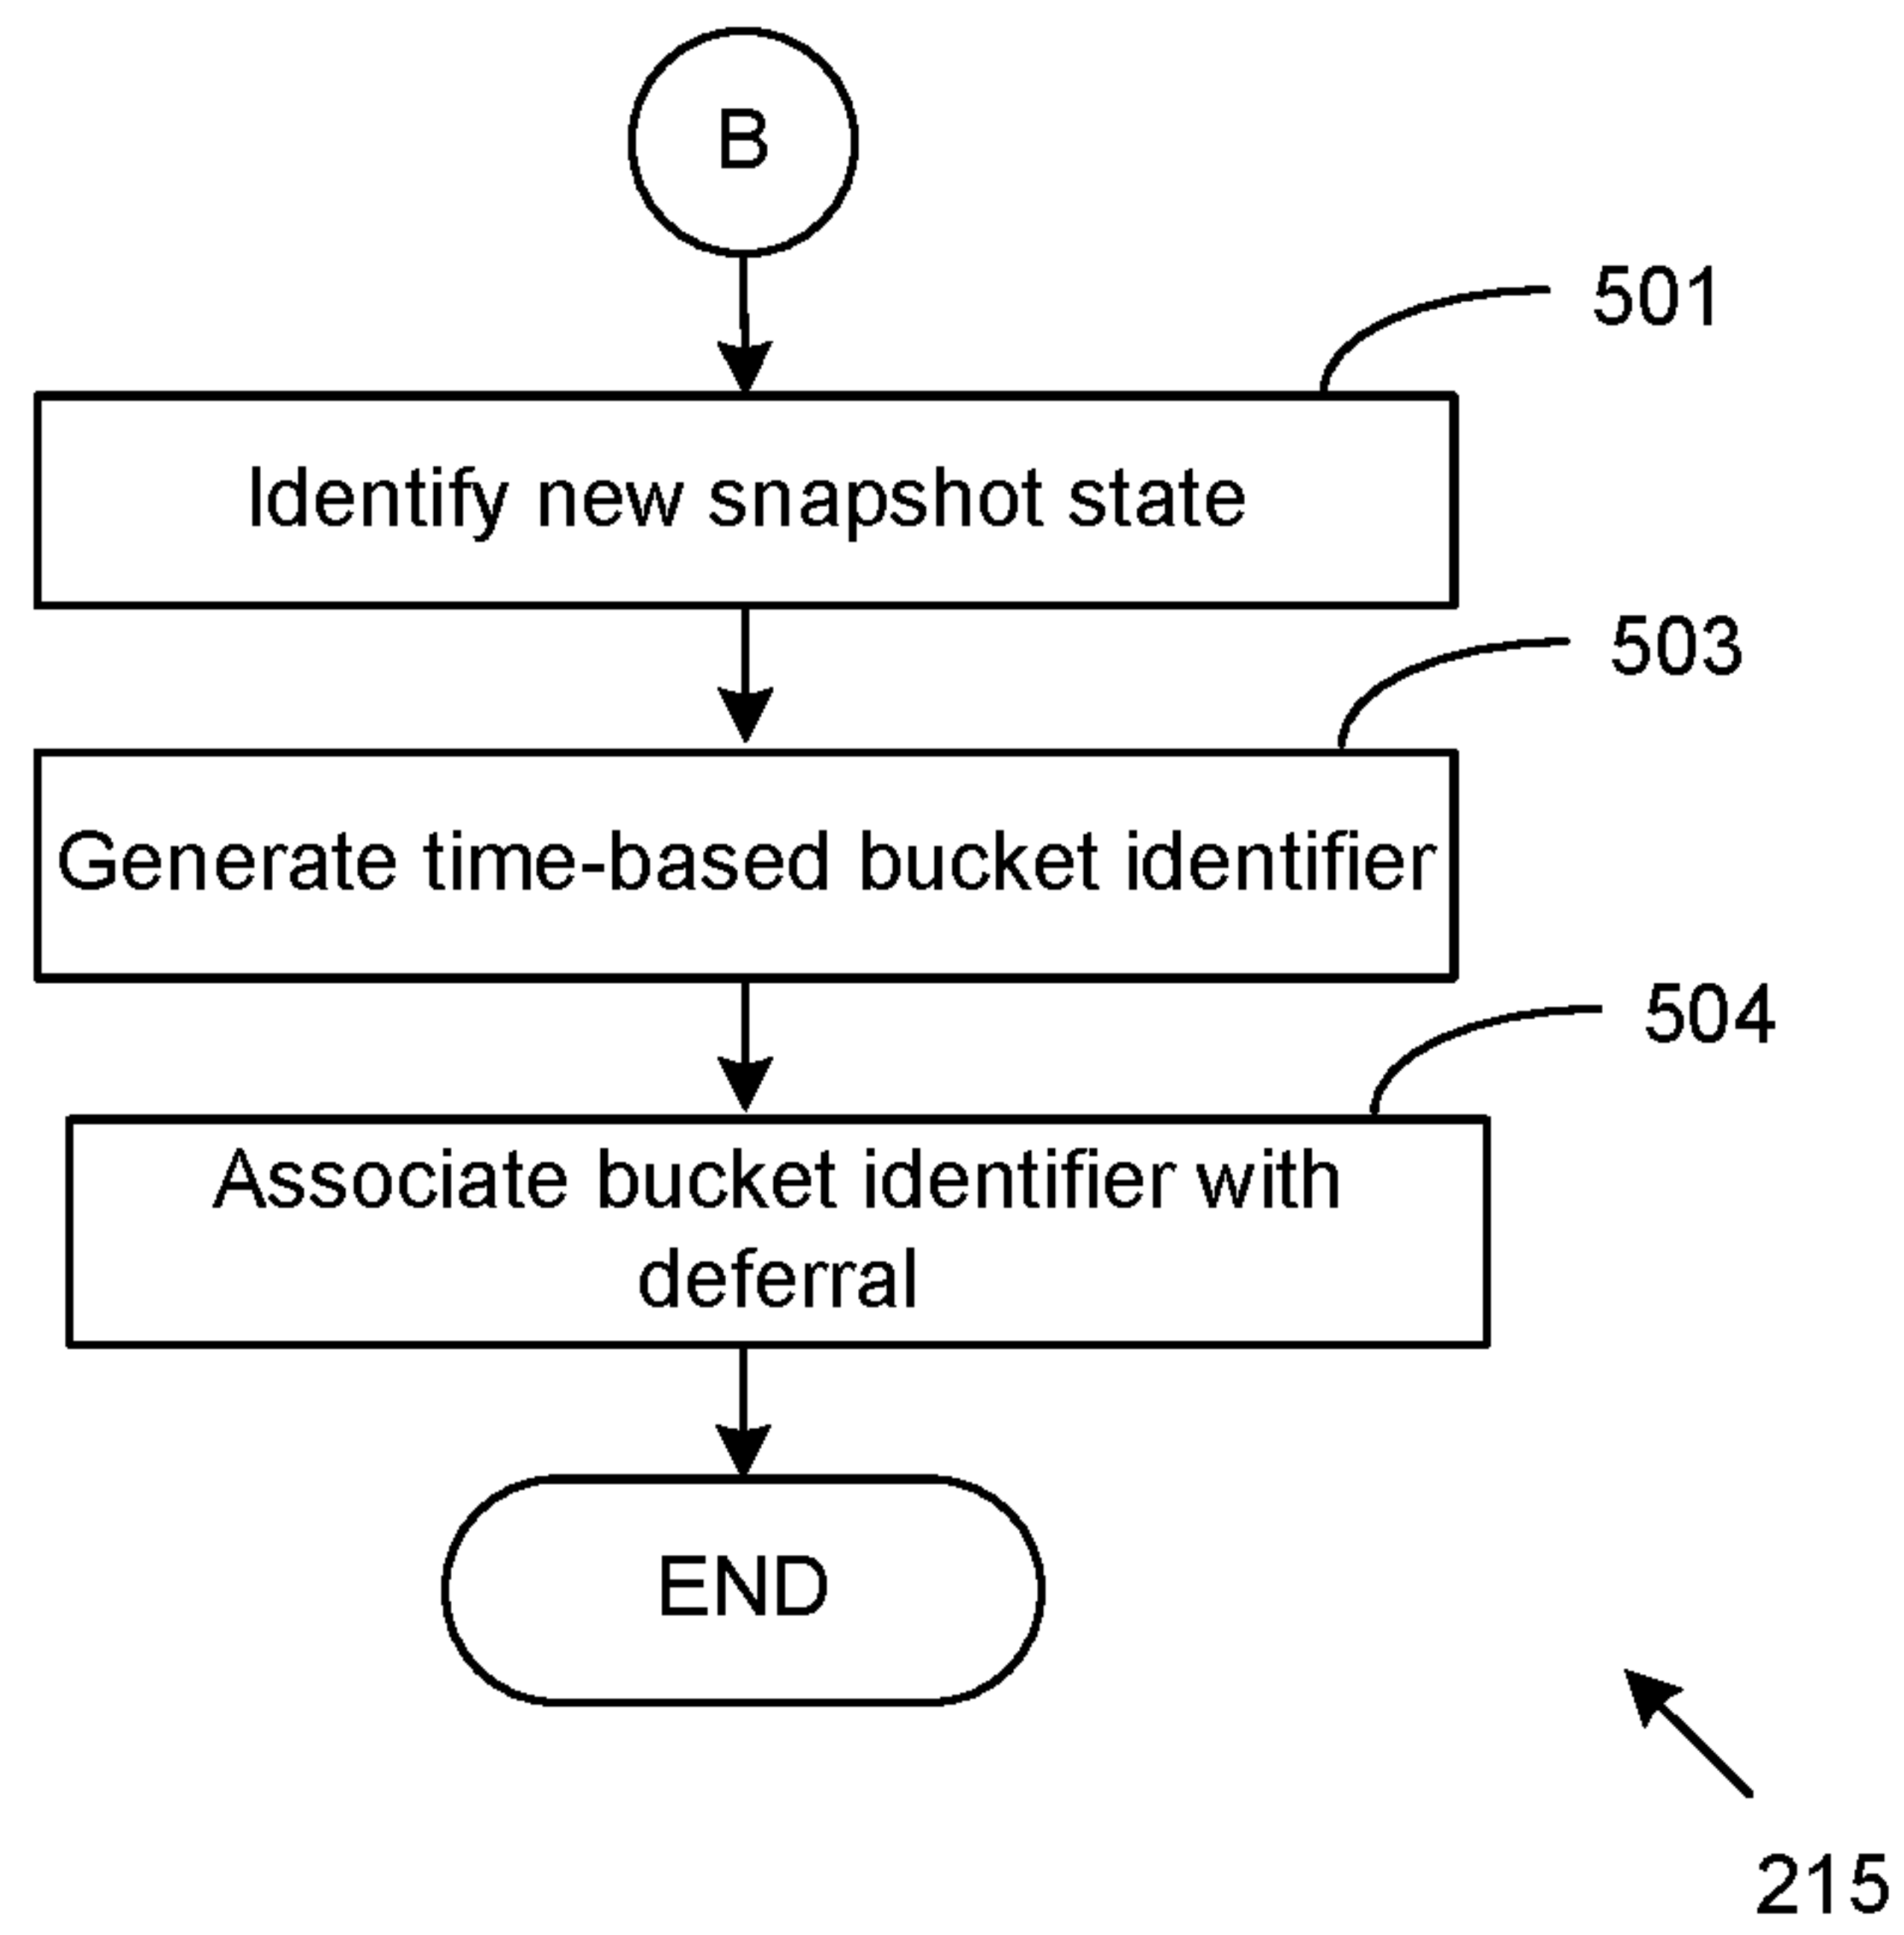 B
501
Identify new snapshot state
503
Generate time-based bucket identifier
504
Associate bucket identifier with
deferral
END
215